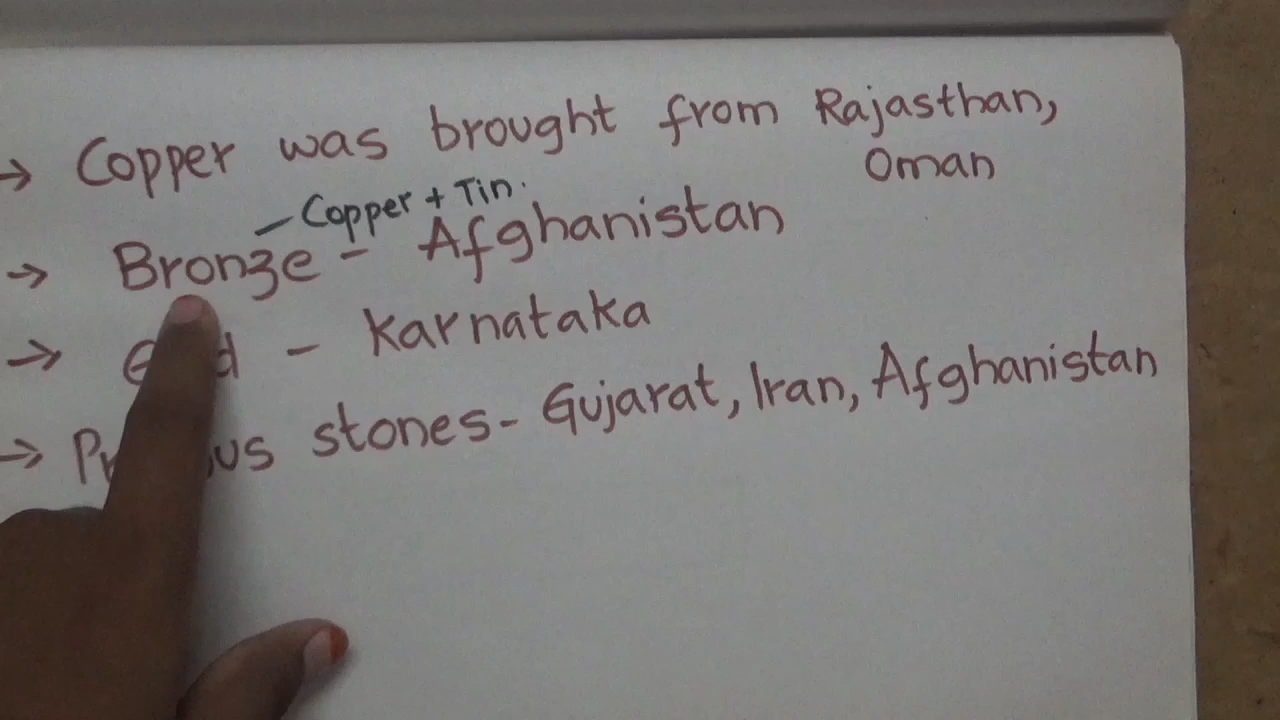 → Copper was brought from Rajasthan,
Oman
– Copper + Tin.
→ Bronze – Afghanistan
→ – Karnataka
→ stones- Gujarat, Iran, Afghanistan